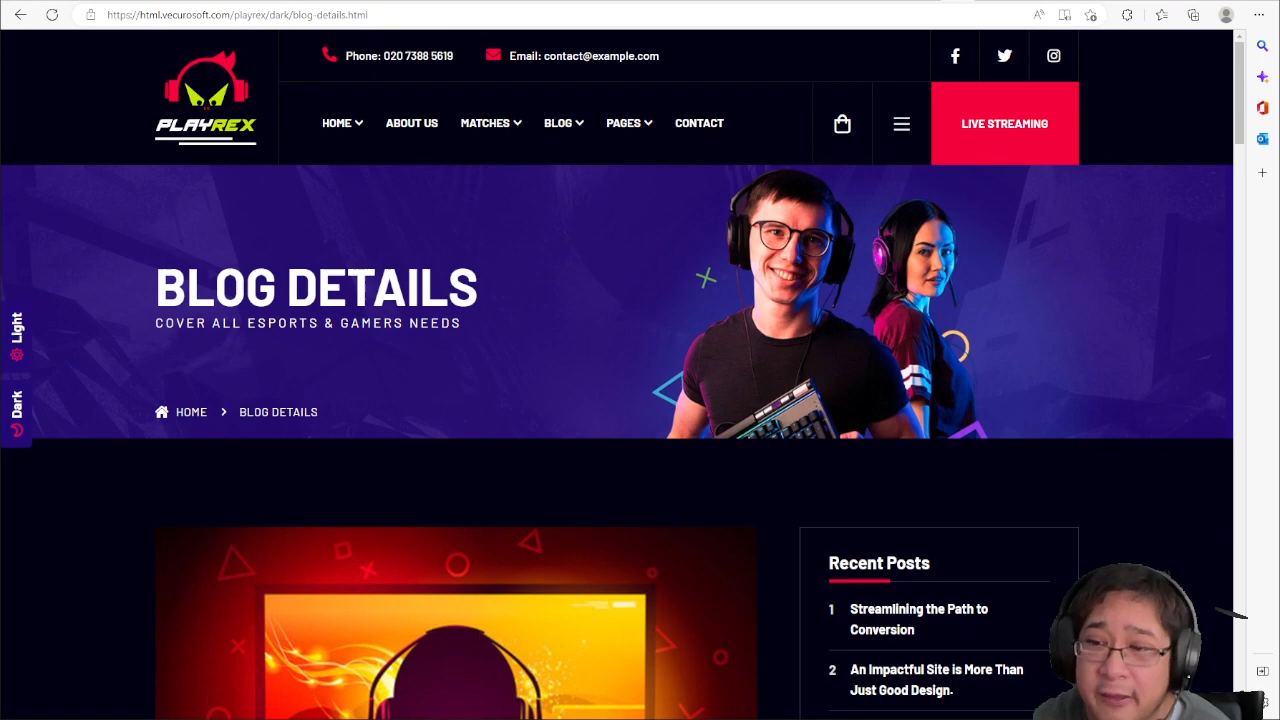 https://html.vecurosoft.com/playrex/dark/blog-details.html
Phone: 020 7398 5619
Email: contact@example.com
PLAYREX
HOME
ABOUT US
MATCHES
BLOG
PAGES
CONTACT
LIVE STREAMING
BLOG DETAILS
COVER ALL ESPORTS & GAMERS NEEDS
Light
Dark
HOME > BLOG DETAILS
Recent Posts
1 Streamlining the Path to
Conversion
2 An Impactful Site is More Than
Just Good Design.